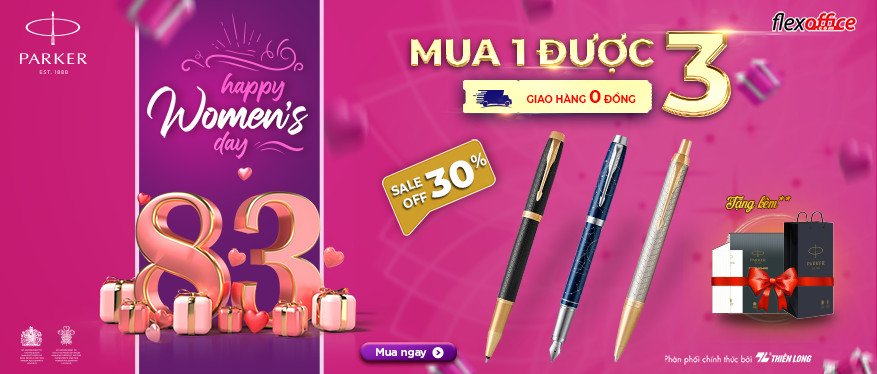 PARKER
EST. 1888
happy
Women's
day
83
flexoffice
.com
MUA 1 ĐƯỢC 3
GIAO HÀNG 0 ĐỒNG
SALE 30%
OFF
Tặng kèm**
Mua ngay
Phân phối chính thức bởi THIÊN LONG